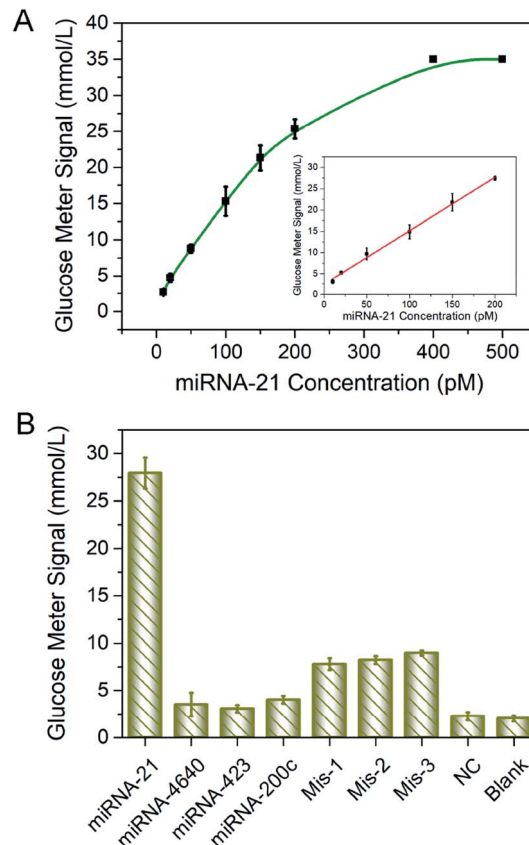 A
Glucose Meter Signal (mmol/L)
40
35
30
25
20
15
10
5
0
0 100 200 300 400 500
miRNA-21 Concentration (pM)
Glucose Meter Signal (mmol/L)
30
25
20
15
10
5
0
0 50 100 150 200
miRNA-21 Concentration (pM)
B
Glucose Meter Signal (mmol/L)
30
25
20
15
10
5
0
miRNA-21
miRNA-4640
miRNA-423
miRNA-200c
Mis-1
Mis-2
Mis-3
NC
Blank